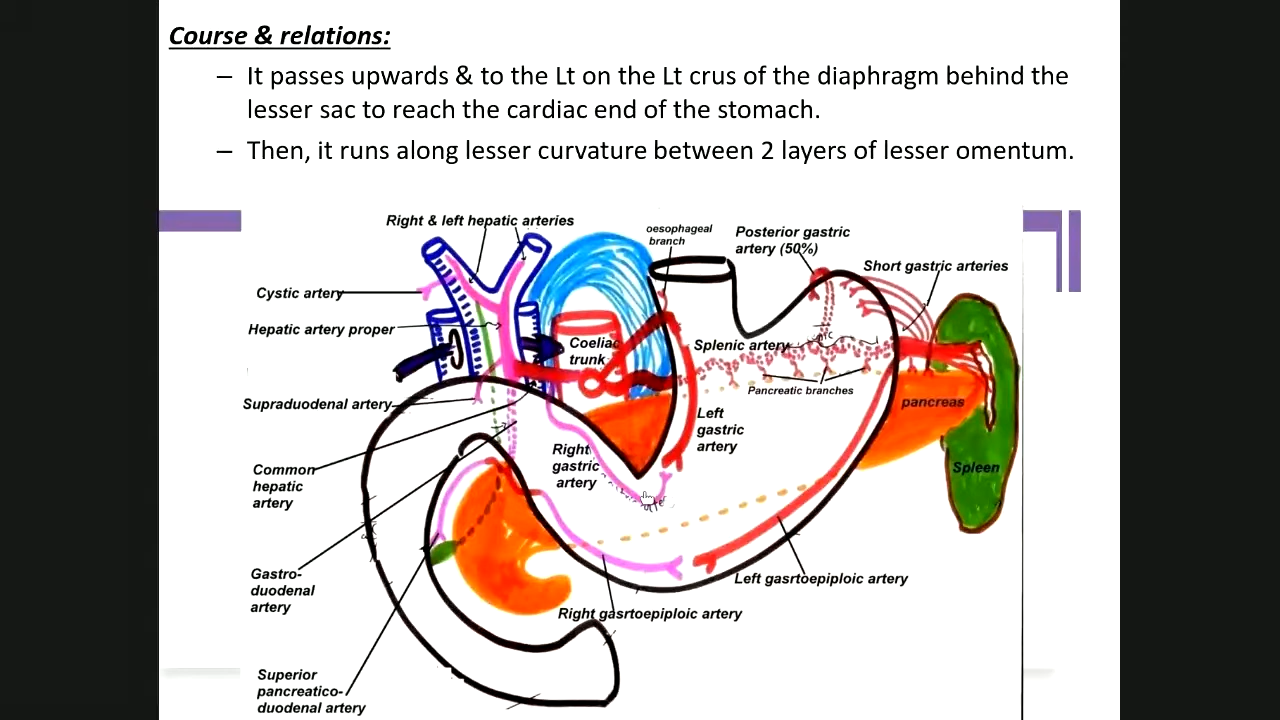 Course & relations:
– It passes upwards & to the Lt on the Lt crus of the diaphragm behind the
lesser sac to reach the cardiac end of the stomach.
– Then, it runs along lesser curvature between 2 layers of lesser omentum.
Right & left hepatic arteries
oesophageal
branch
Posterior gastric
artery (50%)
Short gastric arteries
Cystic artery
Hepatic artery proper
Coeliac
trunk
Splenic artery
Pancreatic branches
Supraduodenal artery
pancreas
Left
gastric
artery
Right
gastric
artery
Common
hepatic
artery
Spleen
Gastro-
duodenal
artery
Left gasrtoepiploic artery
Right gasrtoepiploic artery
Superior
pancreatico-
duodenal artery